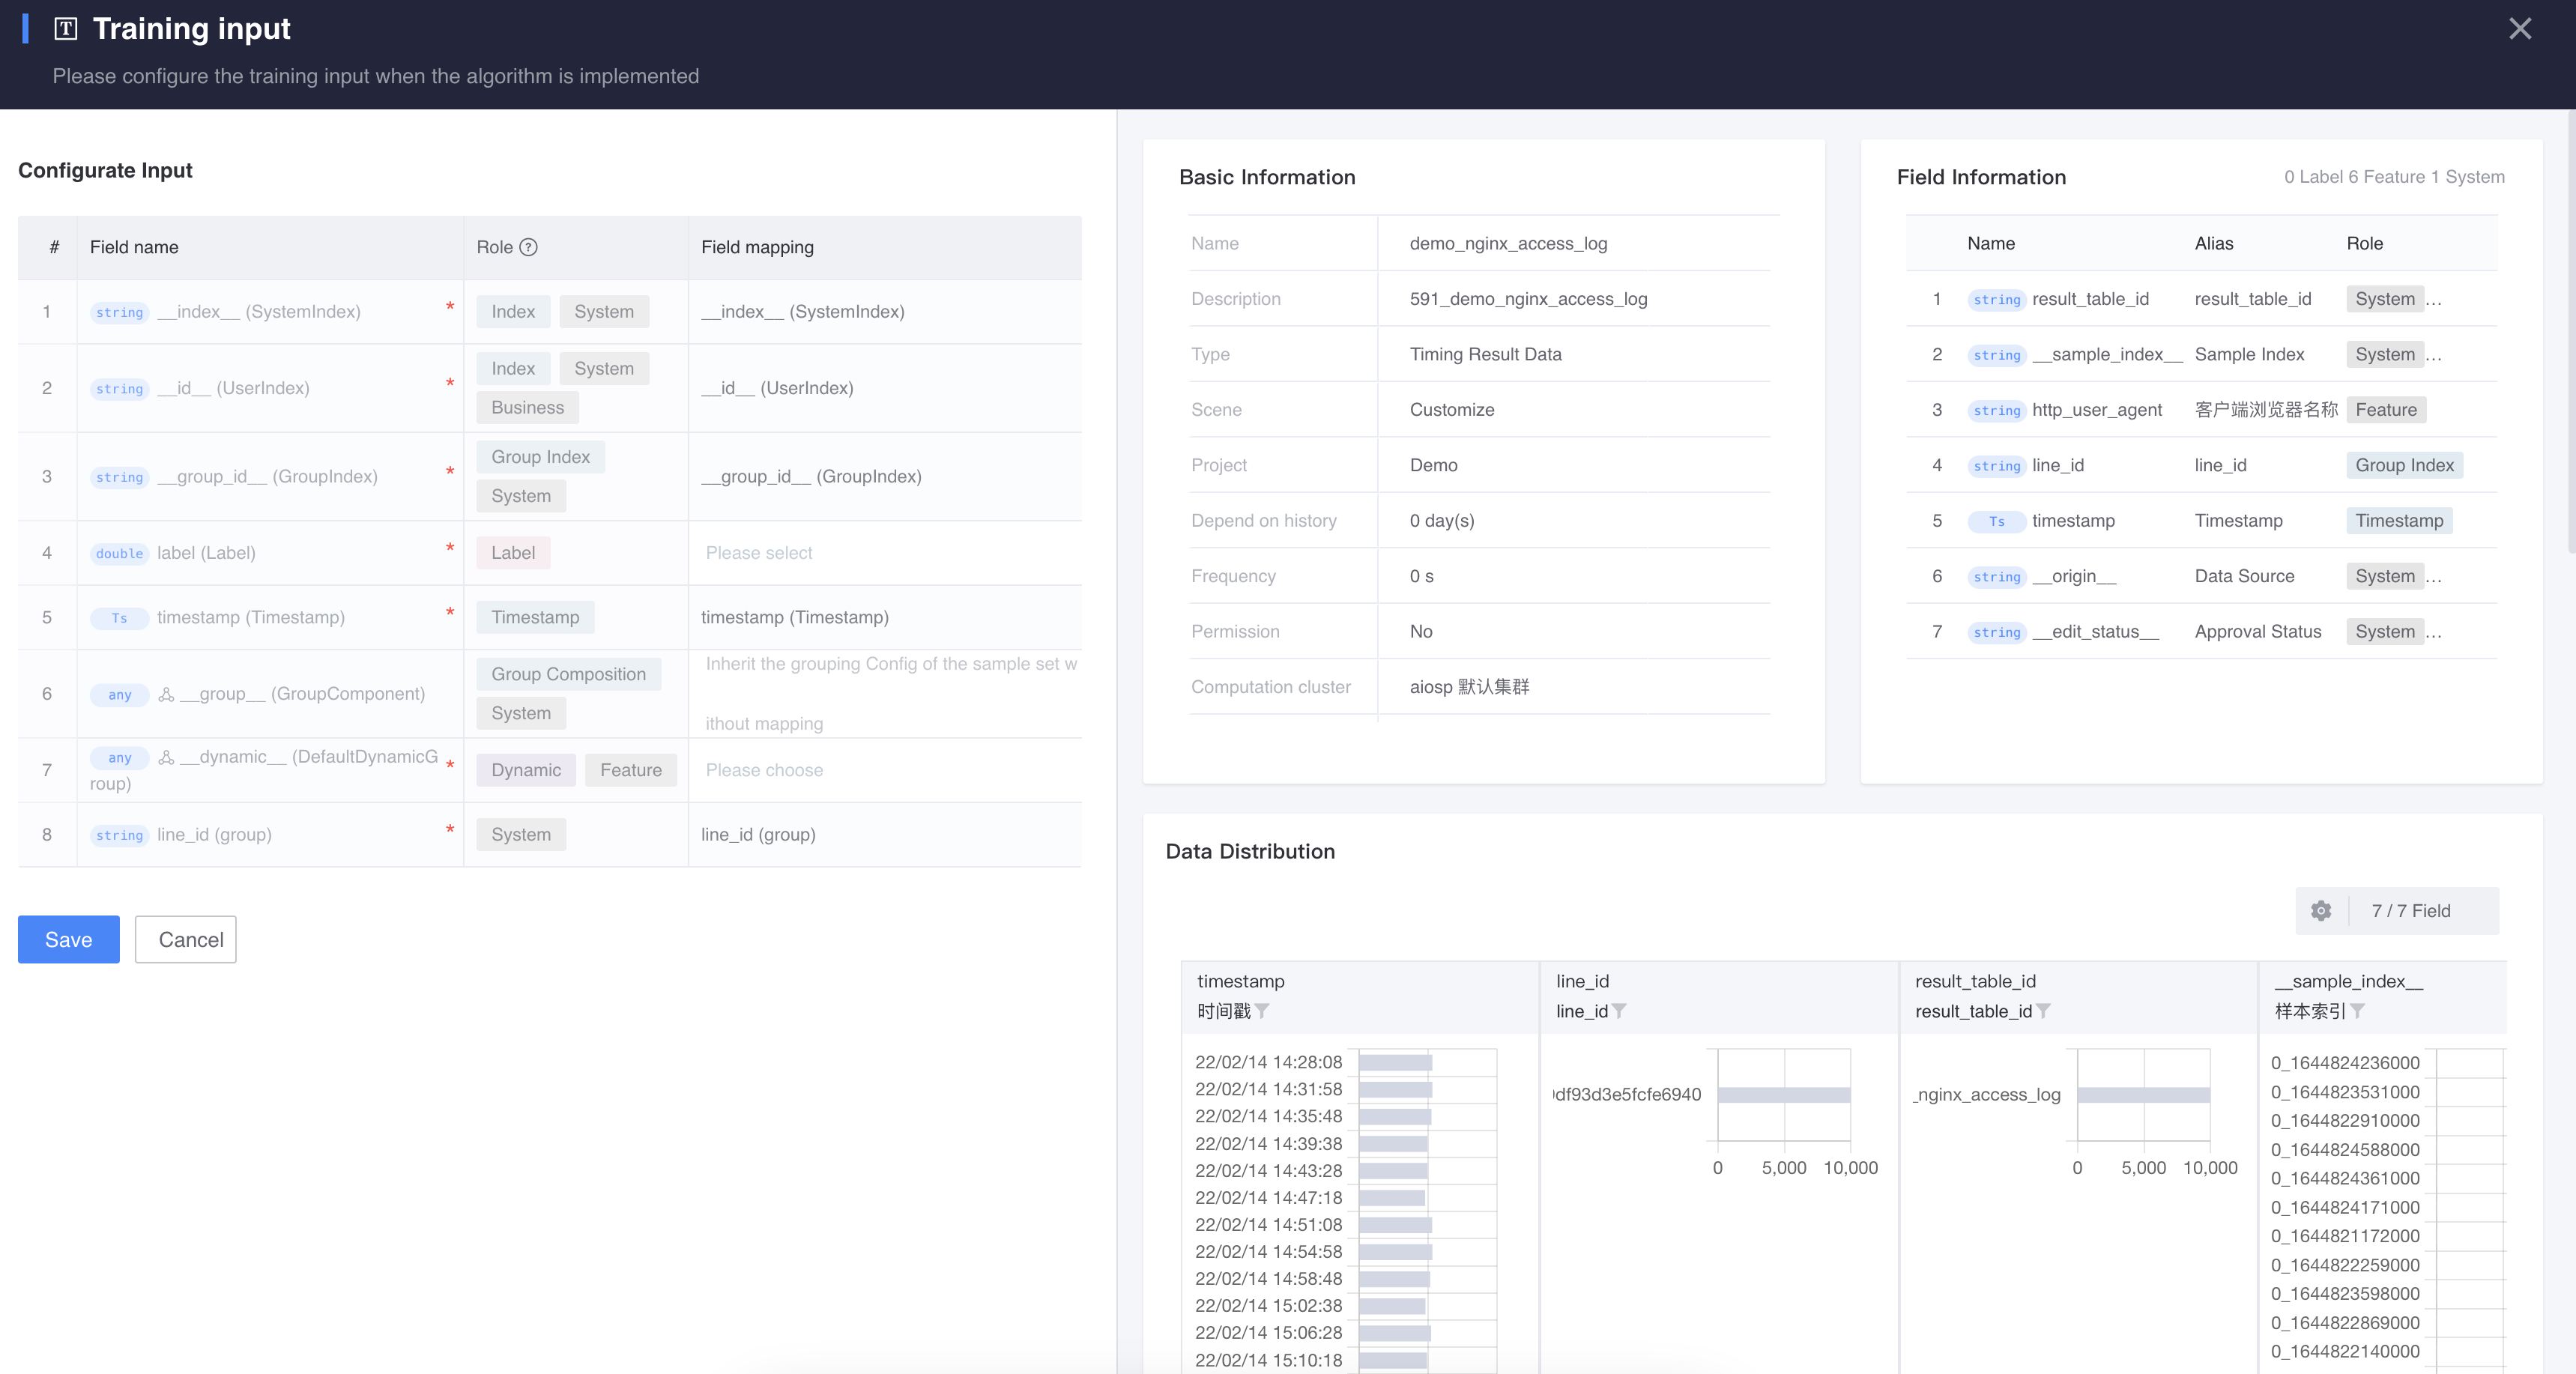 Training input
Please configure the training input when the algorithm is implemented
Configurate Input
# Field name Role Field mapping
1 string __index__ (SystemIndex) * Index System __index__ (SystemIndex)
2 string __id__ (UserIndex) * Index System Business __id__ (UserIndex)
3 string __group_id__ (GroupIndex) * Group Index System __group_id__ (GroupIndex)
4 double label (Label) * Label Please select
5 Ts timestamp (Timestamp) * Timestamp timestamp (Timestamp)
6 any __group__ (GroupComponent) Group Composition System Inherit the grouping Config of the sample set w
ithout mapping
7 any __dynamic__ (DefaultDynamicG
roup) * Dynamic Feature Please choose
8 string line_id (group) * System line_id (group)
Save Cancel
Basic Information
Name demo_nginx_access_log
Description 591_demo_nginx_access_log
Type Timing Result Data
Scene Customize
Project Demo
Depend on history 0 day(s)
Frequency 0 s
Permission No
Computation cluster aiosp 默认集群
Field Information 0 Label 6 Feature 1 System
Name Alias Role
1 string result_table_id result_table_id System ...
2 string __sample_index__ Sample Index System ...
3 string http_user_agent 客户端浏览器名称 Feature
4 string line_id line_id Group Index
5 Ts timestamp Timestamp Timestamp
6 string __origin__ Data Source System ...
7 string __edit_status__ Approval Status System ...
Data Distribution
7 / 7 Field
timestamp
时间戳
22/02/14 14:28:08
22/02/14 14:31:58
22/02/14 14:35:48
22/02/14 14:39:38
22/02/14 14:43:28
22/02/14 14:47:18
22/02/14 14:51:08
22/02/14 14:54:58
22/02/14 14:58:48
22/02/14 15:02:38
22/02/14 15:06:28
22/02/14 15:10:18
line_id
line_id
df93d3e5fcfe6940
0 5,000 10,000
result_table_id
result_table_id
_nginx_access_log
0 5,000 10,000
__sample_index__
样本索引
0_1644824236000
0_1644823531000
0_1644822910000
0_1644824588000
0_1644824361000
0_1644824171000
0_1644821172000
0_1644822259000
0_1644823598000
0_1644822869000
0_1644822140000